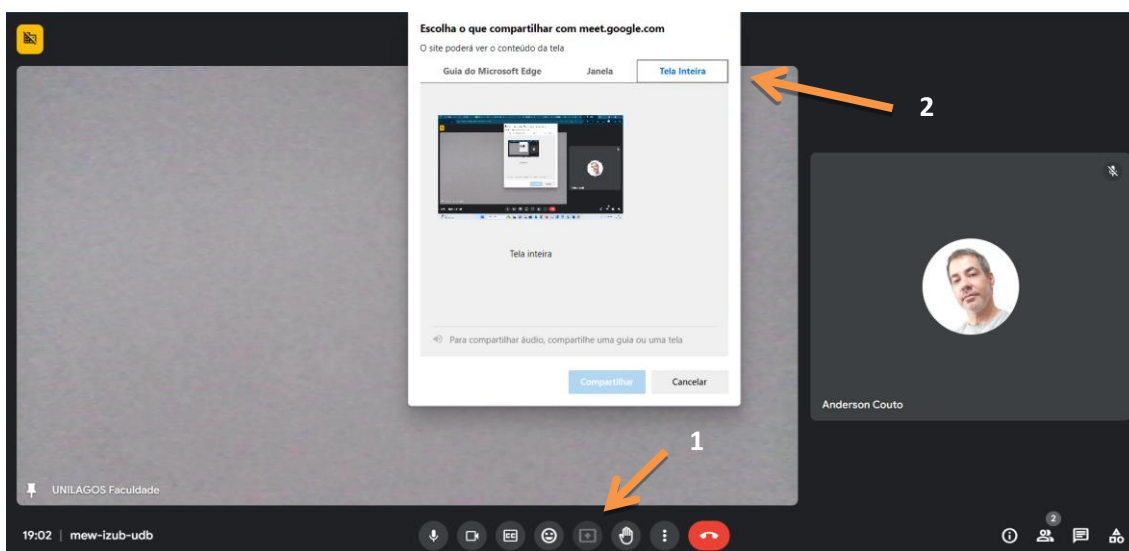 Escolha o que compartilhar com meet.google.com
O site poderá ver o conteúdo da tela
Guia do Microsoft Edge Janela Tela Inteira
2
Tela inteira
Para compartilhar áudio, compartilhe uma guia ou uma tela
Compartilhar Cancelar
Anderson Couto
1
UNILAGOS Faculdade
19:02 | mew-izub-udb
CC
2